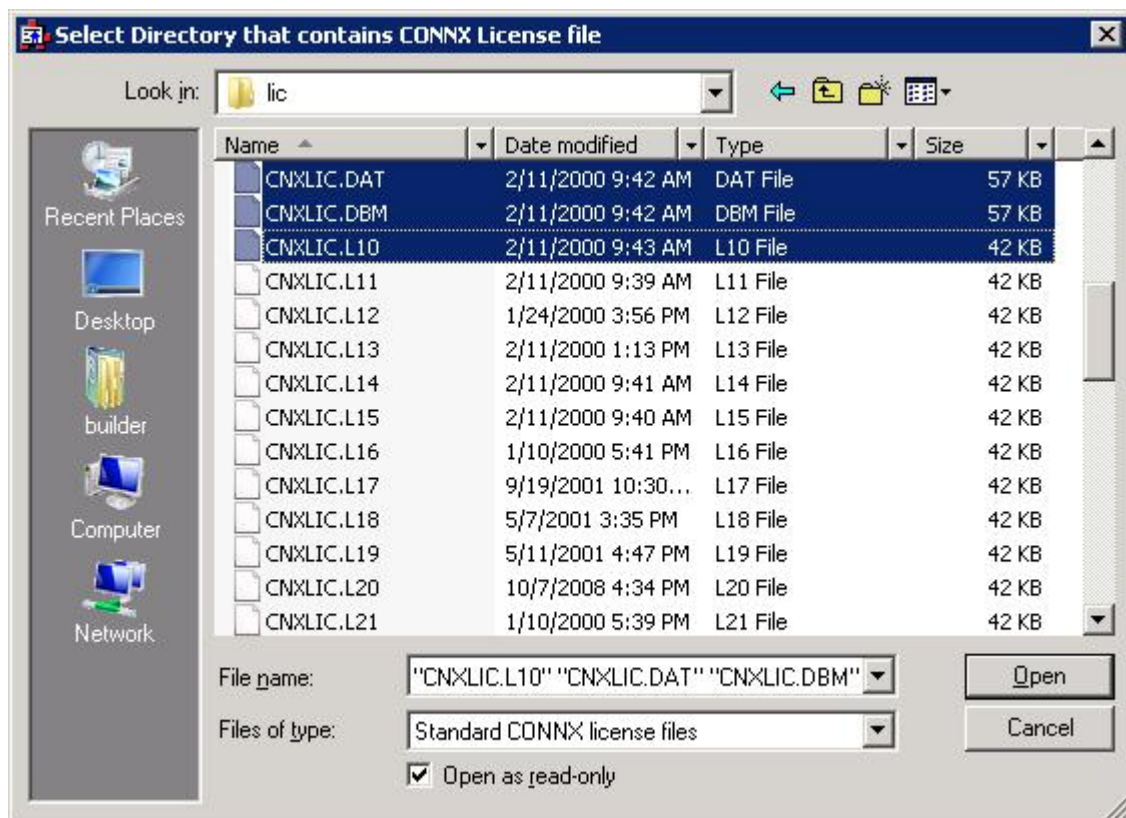 Select Directory that contains CONNX License file
Look in: lic
Name Date modified Type Size
CNXLIC.DAT 2/11/2000 9:42 AM DAT File 57 KB
CNXLIC.DBM 2/11/2000 9:42 AM DBM File 57 KB
CNXLIC.L10 2/11/2000 9:43 AM L10 File 42 KB
CNXLIC.L11 2/11/2000 9:39 AM L11 File 42 KB
CNXLIC.L12 1/24/2000 3:56 PM L12 File 42 KB
CNXLIC.L13 2/11/2000 1:13 PM L13 File 42 KB
CNXLIC.L14 2/11/2000 9:41 AM L14 File 42 KB
CNXLIC.L15 2/11/2000 9:40 AM L15 File 42 KB
CNXLIC.L16 1/10/2000 5:41 PM L16 File 42 KB
CNXLIC.L17 9/19/2001 10:30... L17 File 42 KB
CNXLIC.L18 5/7/2001 3:35 PM L18 File 42 KB
CNXLIC.L19 5/11/2001 4:47 PM L19 File 42 KB
CNXLIC.L20 10/7/2008 4:34 PM L20 File 42 KB
CNXLIC.L21 1/10/2000 5:39 PM L21 File 42 KB
Recent Places
Desktop
builder
Computer
Network
File name: "CNXLIC.L10" "CNXLIC.DAT" "CNXLIC.DBM" Open
Files of type: Standard CONNX license files Cancel
Open as read-only